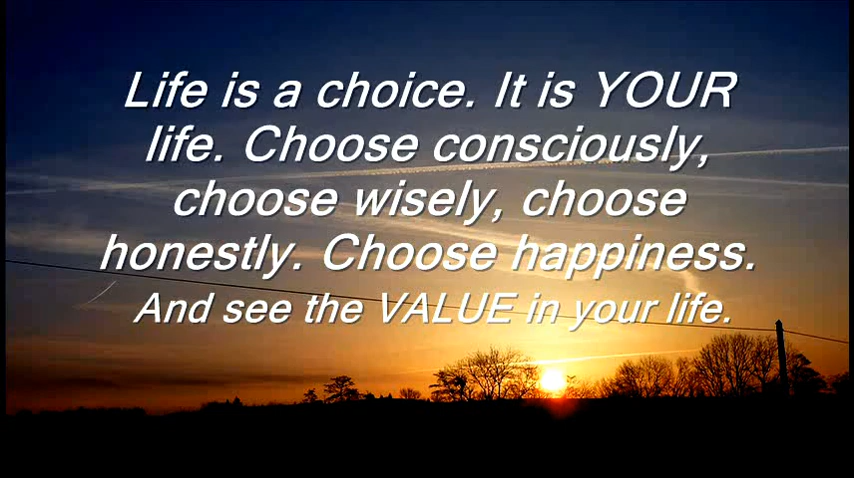 Life is a choice. It is YOUR
life. Choose consciously,
choose wisely, choose
honestly. Choose happiness.
And see the VALUE in your life.